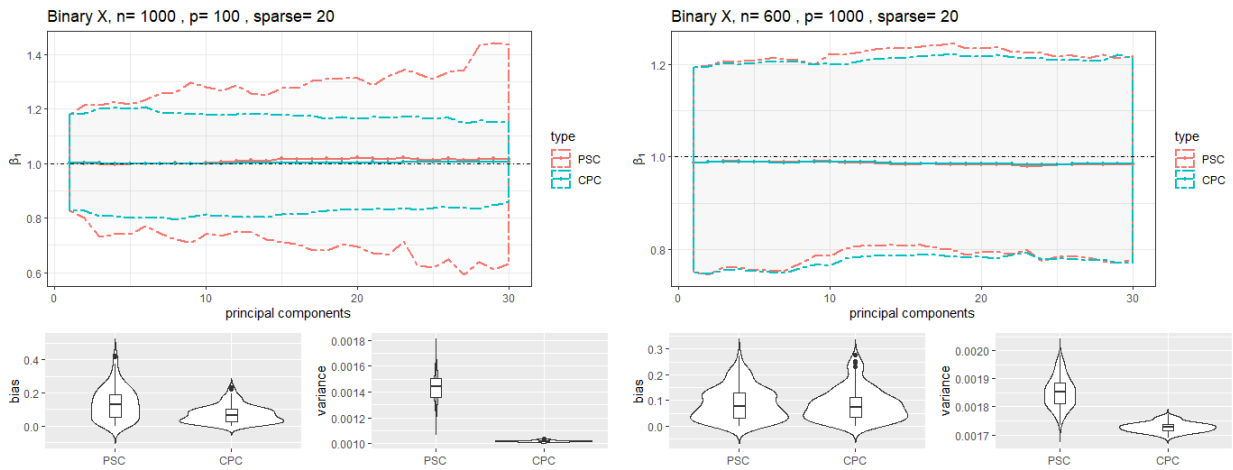 Binary X, n= 1000 , p= 100 , sparse= 20
1.4
1.2
1.0
0.8
0.6
β1
0
10
20
30
principal components
type
PSC
CPC
0.4
0.2
0.0
bias
PSC
CPC
0.0018
0.0016
0.0014
0.0012
0.0010
variance
PSC
CPC
Binary X, n= 600 , p= 1000 , sparse= 20
1.2
1.0
0.8
β1
0
10
20
30
principal components
type
PSC
CPC
0.3
0.2
0.1
0.0
bias
PSC
CPC
0.0020
0.0019
0.0018
0.0017
variance
PSC
CPC